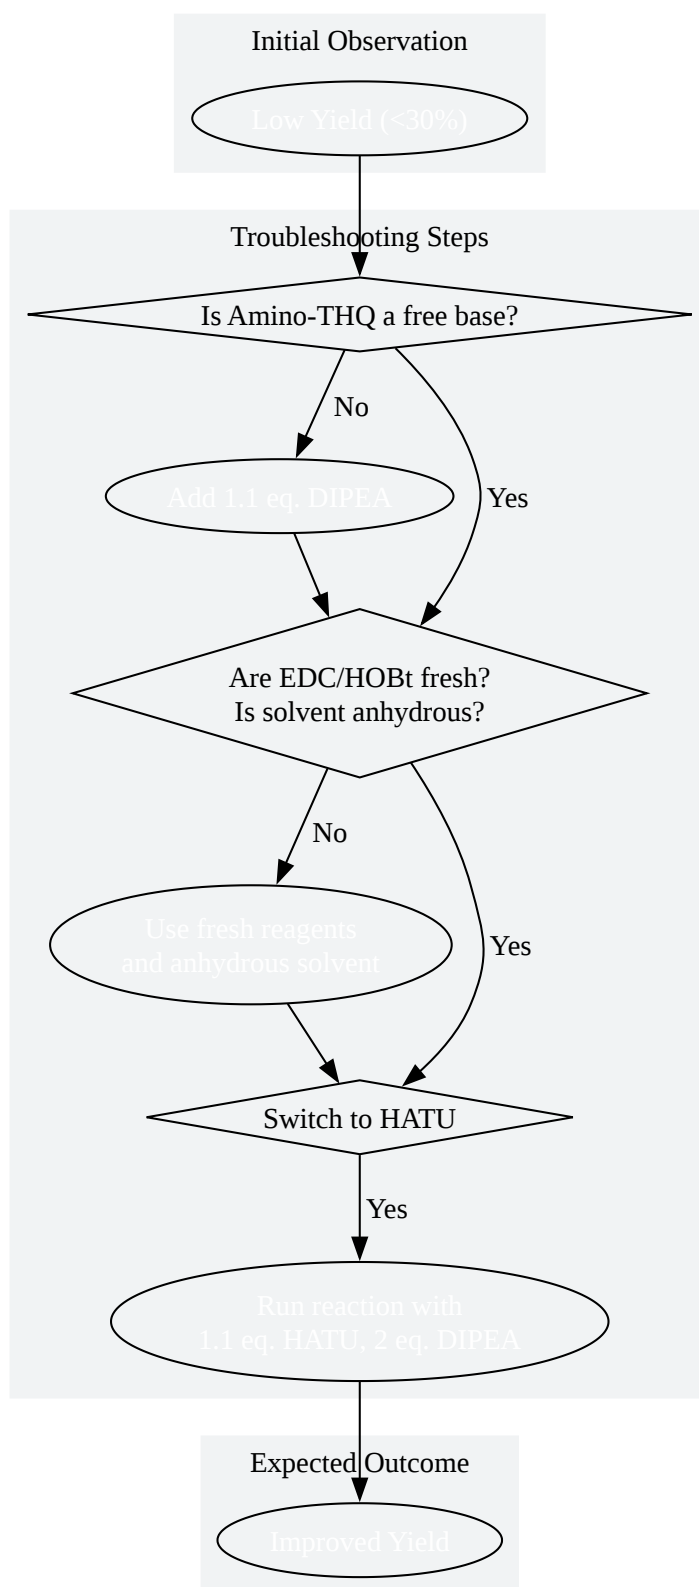 Initial Observation
Low Yield (<30%)
Troubleshooting Steps
Is Amino-THQ a free base?
No
Add 1.1 eq. DIPEA
Yes
Are EDC/HOBt fresh?
Is solvent anhydrous?
No
Use fresh reagents
and anhydrous solvent
Yes
Switch to HATU
Yes
Run reaction with
1.1 eq. HATU, 2 eq. DIPEA
Expected Outcome
Improved Yield